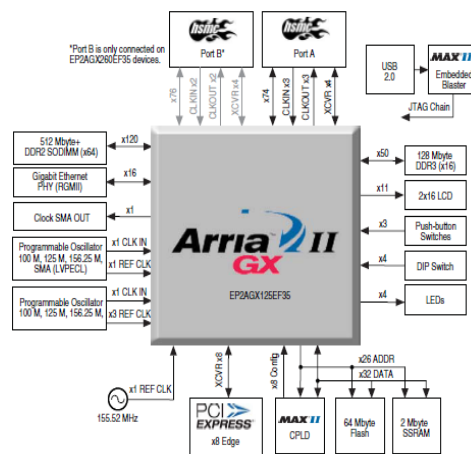 hsmc
Port B*
hsmc
Port A
*Port B is only connected on
EP2AGX260EF35 devices.
USB
2.0
MAX II
Embedded
Blaster
JTAG Chain
x76
CLKIN x2
CLKOUT x2
XCVR x4
x74
CLKIN x3
CLKOUT x3
XCVR x4
512 Mbyte+
DDR2 SODIMM (x64)
x120
Gigabit Ethernet
PHY (RGMII)
x16
Clock SMA OUT
x1
Programmable Oscillator
100 M, 125 M, 156.25 M,
SMA (LVPECL)
x1 CLK IN
x1 REF CLK
Programmable Oscillator
100 M, 125 M, 156.25 M,
x1 CLK IN
x3 REF CLK
Arria II
GX
EP2AGX125EF35
x50
128 Mbyte
DDR3 (x16)
x11
2x16 LCD
x3
Push-button
Switches
x4
DIP Switch
x4
LEDs
x1 REF CLK
155.52 MHz
XCVR x8
x8 Config
x26 ADDR
x32 DATA
PCI
EXPRESS
x8 Edge
MAX II
CPLD
64 Mbyte
Flash
2 Mbyte
SSRAM